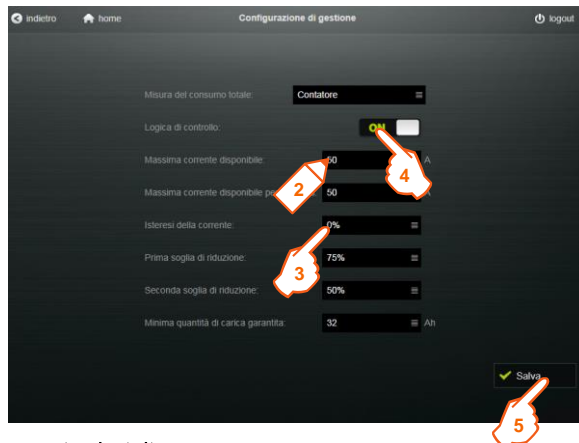 indietro home Configurazione di gestione logout
Misura del consumo totale: Contatore
Logica di controllo: ON
Massima corrente disponibile: 50 A
2
4
Massima corrente disponibile 50
Isteresi della corrente: 0%
3
Prima soglia di riduzione: 75%
Seconda soglia di riduzione: 50%
Minima quantità di carica garantita: 32 Ah
Salva
5